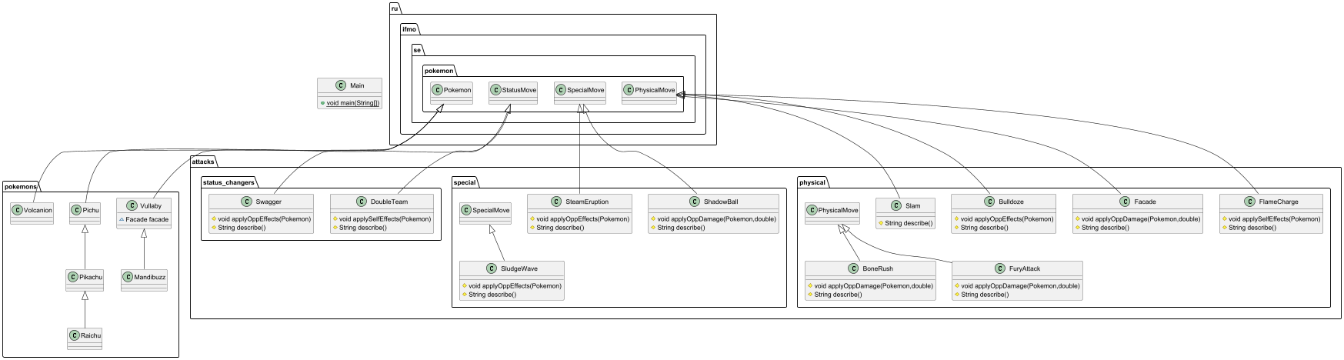 ru
ifmo
se
pokemon
C Pokemon
C StatusMove
C SpecialMove
C PhysicalMove
C Main
void main(String[])
attacks
pokemons
C Volcanion
C Pichu
C Vullaby
Facade facade
C Pikachu
C Mandibuzz
C Raichu
status_changers
C Swagger
void applyOppEffects(Pokemon)
String describe()
C DoubleTeam
void applySelfEffects(Pokemon)
String describe()
special
C SpecialMove
C SteamEruption
void applyOppEffects(Pokemon)
String describe()
C ShadowBall
void applyOppDamage(Pokemon,double)
String describe()
C SludgeWave
void applyOppEffects(Pokemon)
String describe()
physical
C PhysicalMove
C Slam
String describe()
C Bulldoze
void applyOppEffects(Pokemon)
String describe()
C Facade
void applyOppDamage(Pokemon,double)
String describe()
C FlameCharge
void applySelfEffects(Pokemon)
String describe()
C BoneRush
void applyOppDamage(Pokemon,double)
String describe()
C FuryAttack
void applyOppDamage(Pokemon,double)
String describe()